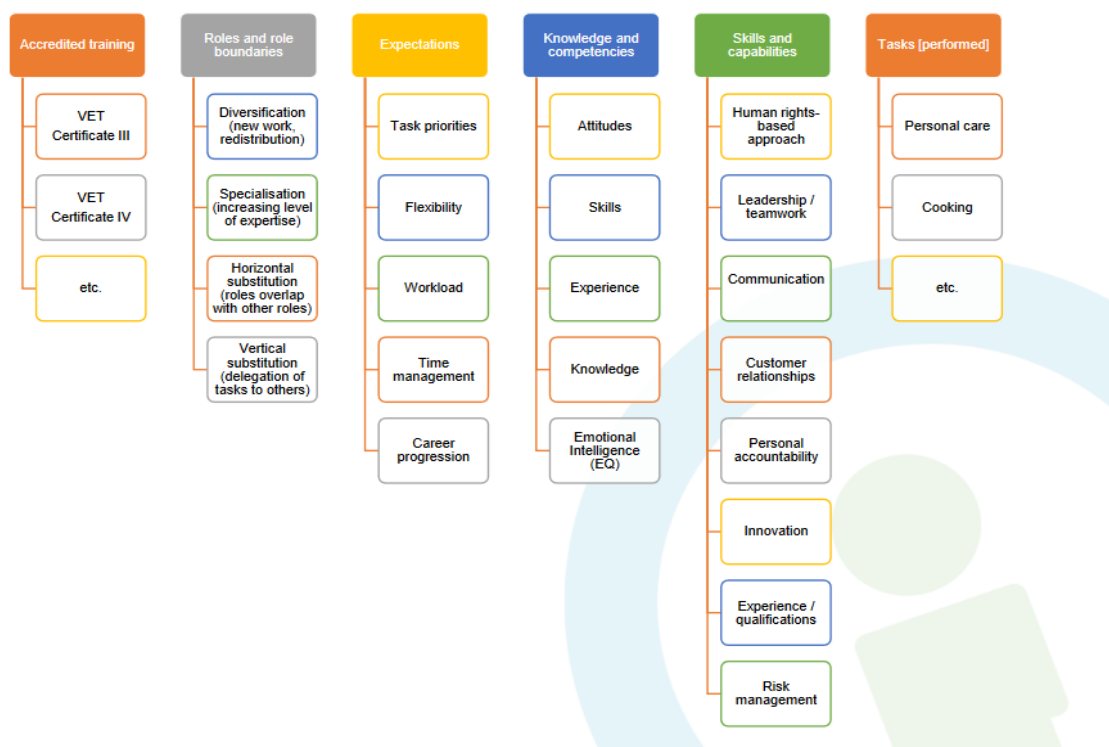 Accredited training
VET
Certificate III
VET
Certificate IV
etc.
Roles and role
boundaries
Diversification
(new work,
redistribution)
Specialisation
(increasing level
of expertise)
Horizontal
substitution
(roles overlap
with other roles)
Vertical
substitution
(delegation of
tasks to others)
Expectations
Task priorities
Flexibility
Workload
Time
management
Career
progression
Knowledge and
competencies
Attitudes
Skills
Experience
Knowledge
Emotional
Intelligence
(EQ)
Skills and
capabilities
Human rights-
based
approach
Leadership /
teamwork
Communication
Customer
relationships
Personal
accountability
Innovation
Experience /
qualifications
Risk
management
Tasks [performed]
Personal care
Cooking
etc.